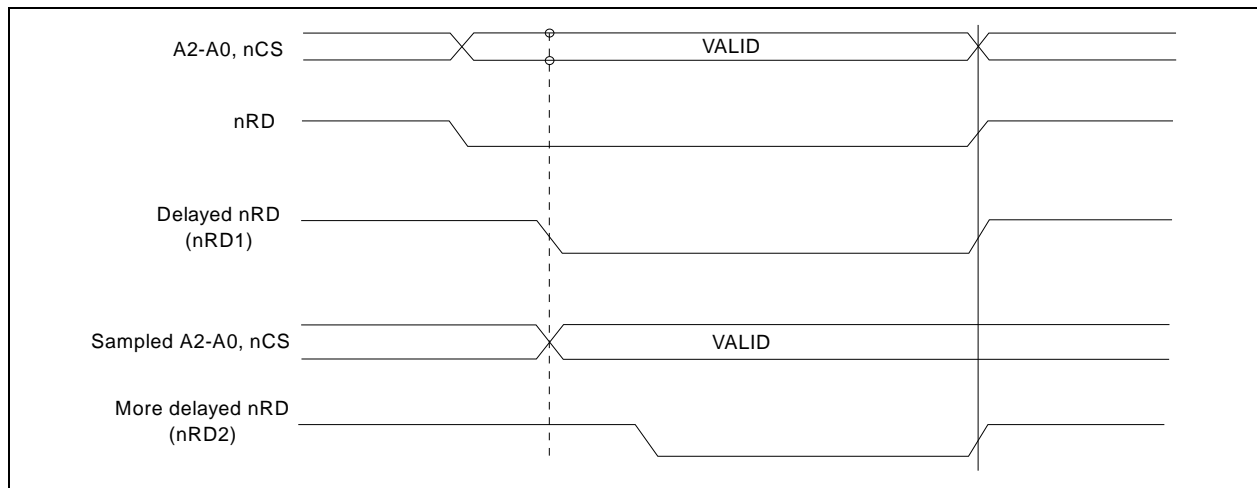 A2-A0, nCS
VALID
nRD
Delayed nRD
(nRD1)
Sampled A2-A0, nCS
VALID
More delayed nRD
(nRD2)